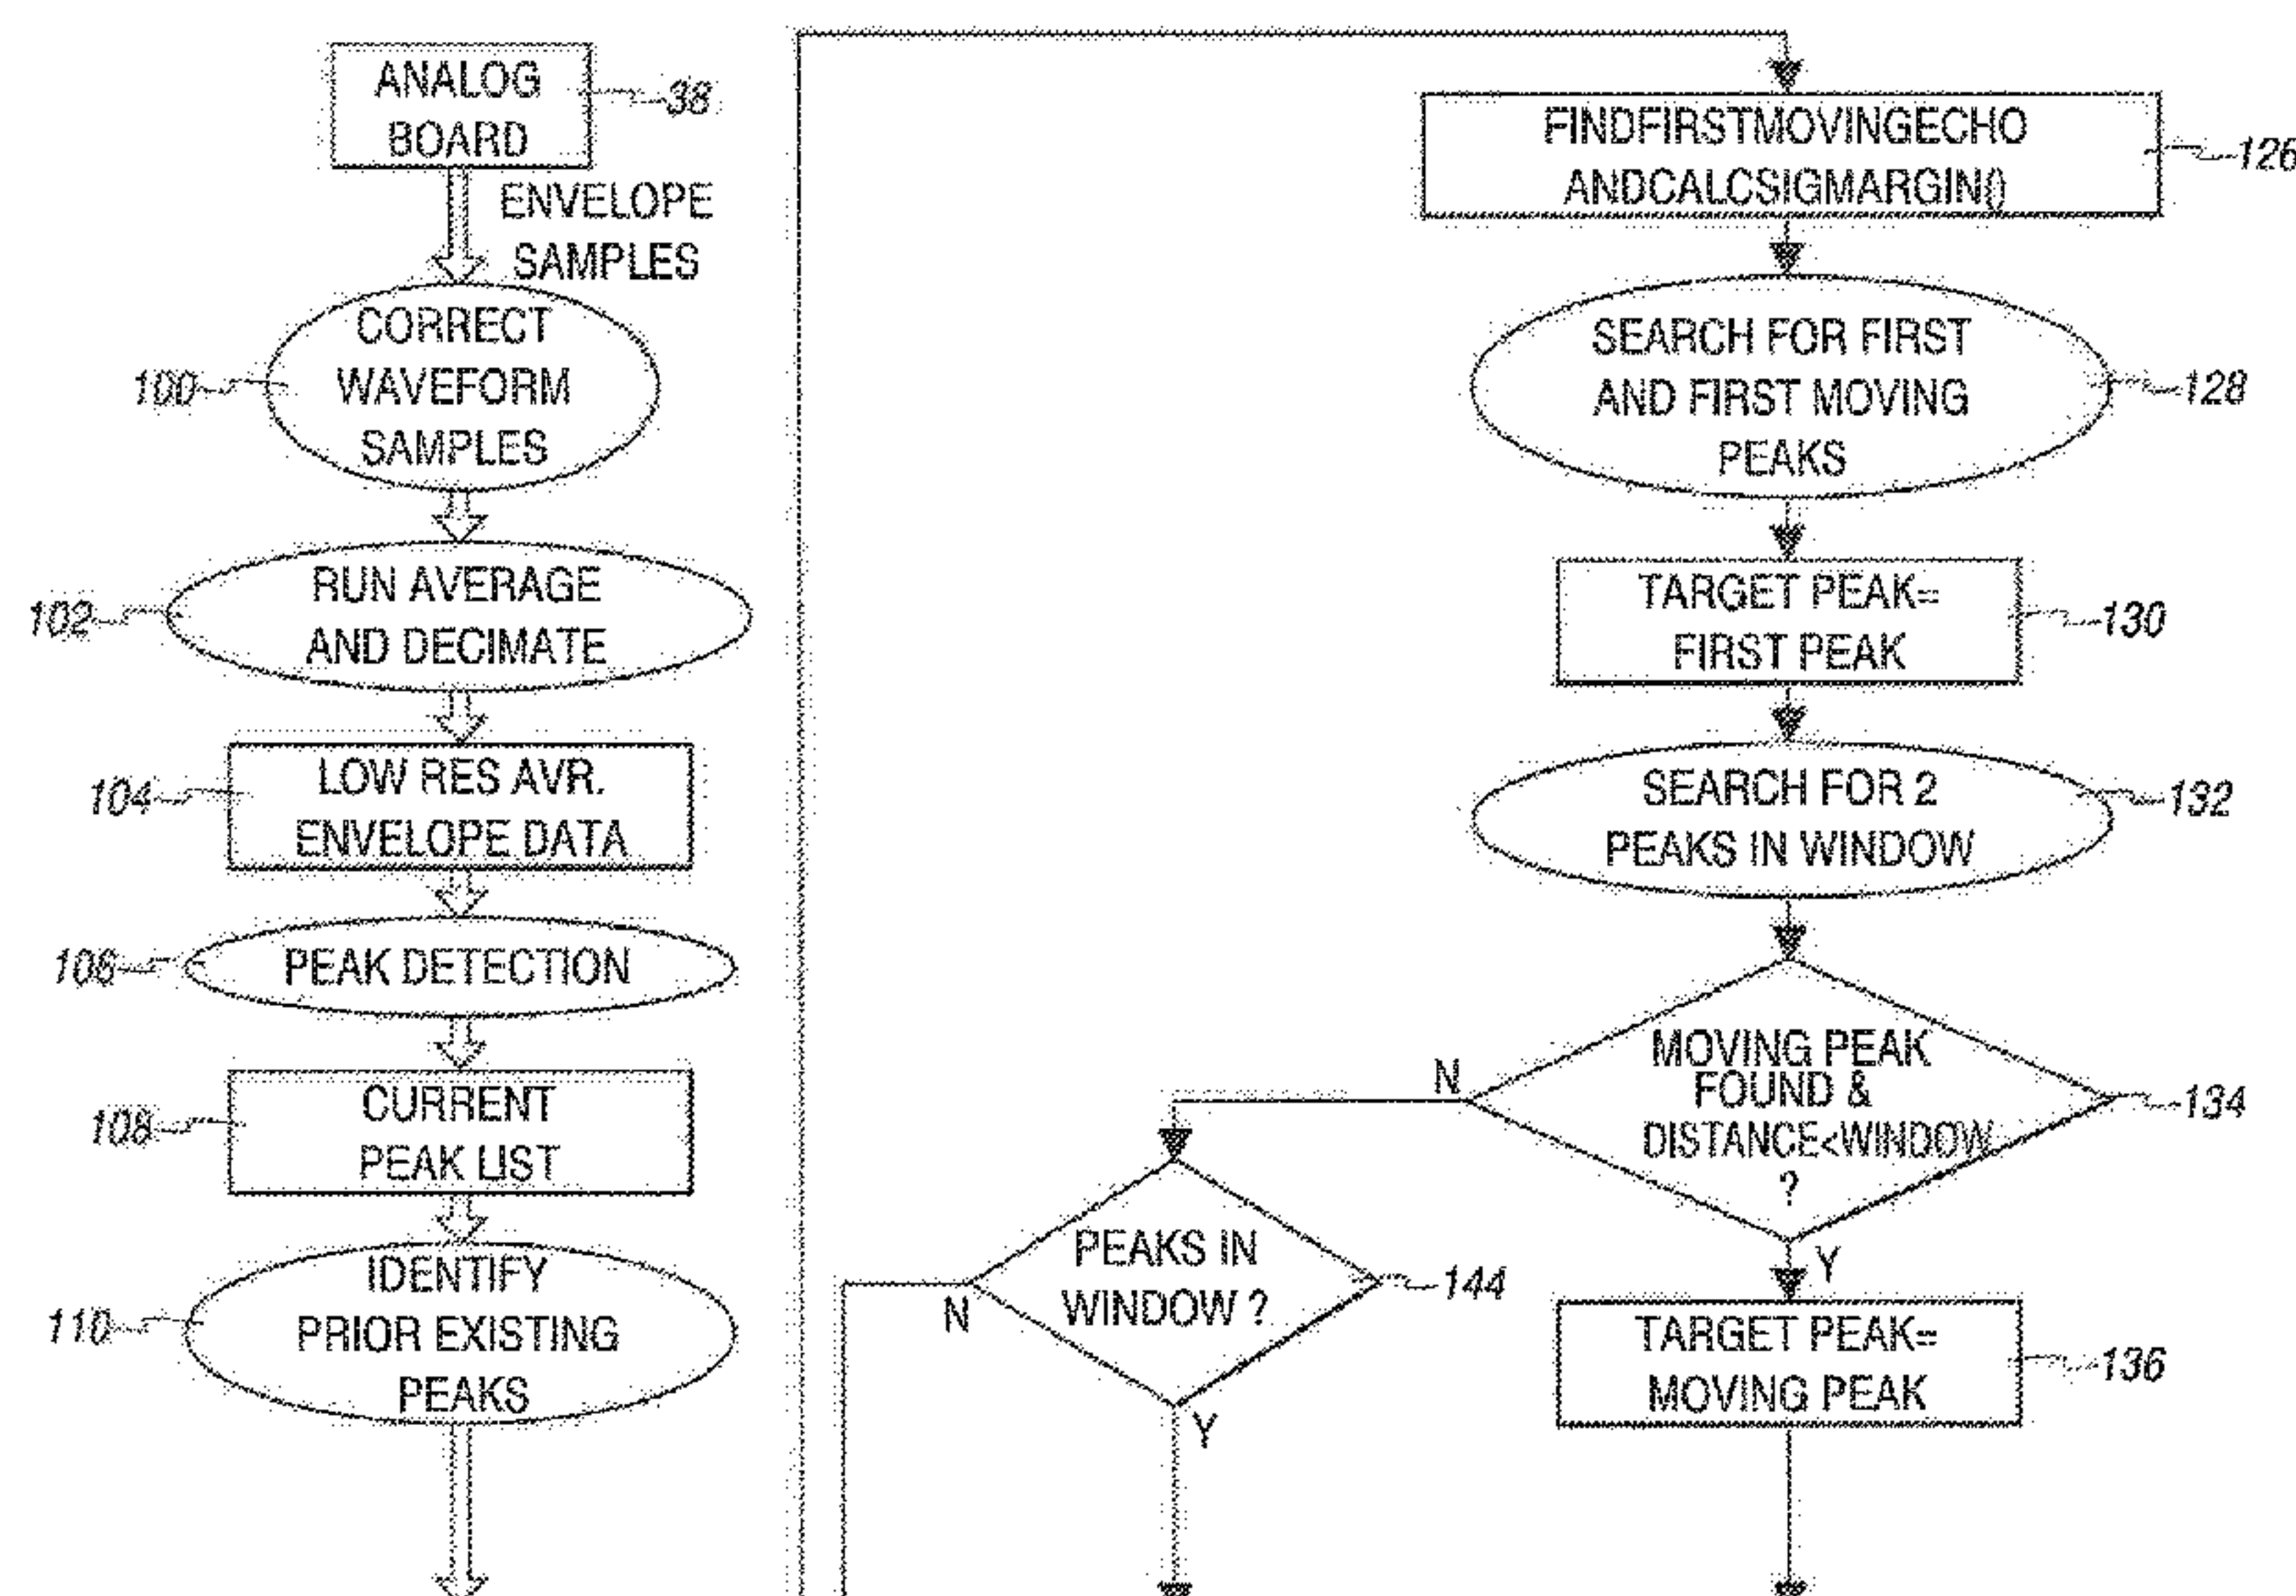 ANALOG
BOARD
38
ENVELOPE
SAMPLES
CORRECT
WAVEFORM
SAMPLES
100
RUN AVERAGE
AND DECIMATE
102
LOW RES AVR.
ENVELOPE DATA
104
PEAK DETECTION
106
CURRENT
PEAK LIST
108
IDENTIFY
PRIOR EXISTING
PEAKS
110
FINDFIRSTMOVINGECHO
ANDCALCSIGMARGIN()
126
SEARCH FOR FIRST
AND FIRST MOVING
PEAKS
128
TARGET PEAK=
FIRST PEAK
130
SEARCH FOR 2
PEAKS IN WINDOW
132
MOVING PEAK
FOUND &
DISTANCE<WINDOW
?
134
N
Y
PEAKS IN
WINDOW ?
144
N
Y
TARGET PEAK=
MOVING PEAK
136